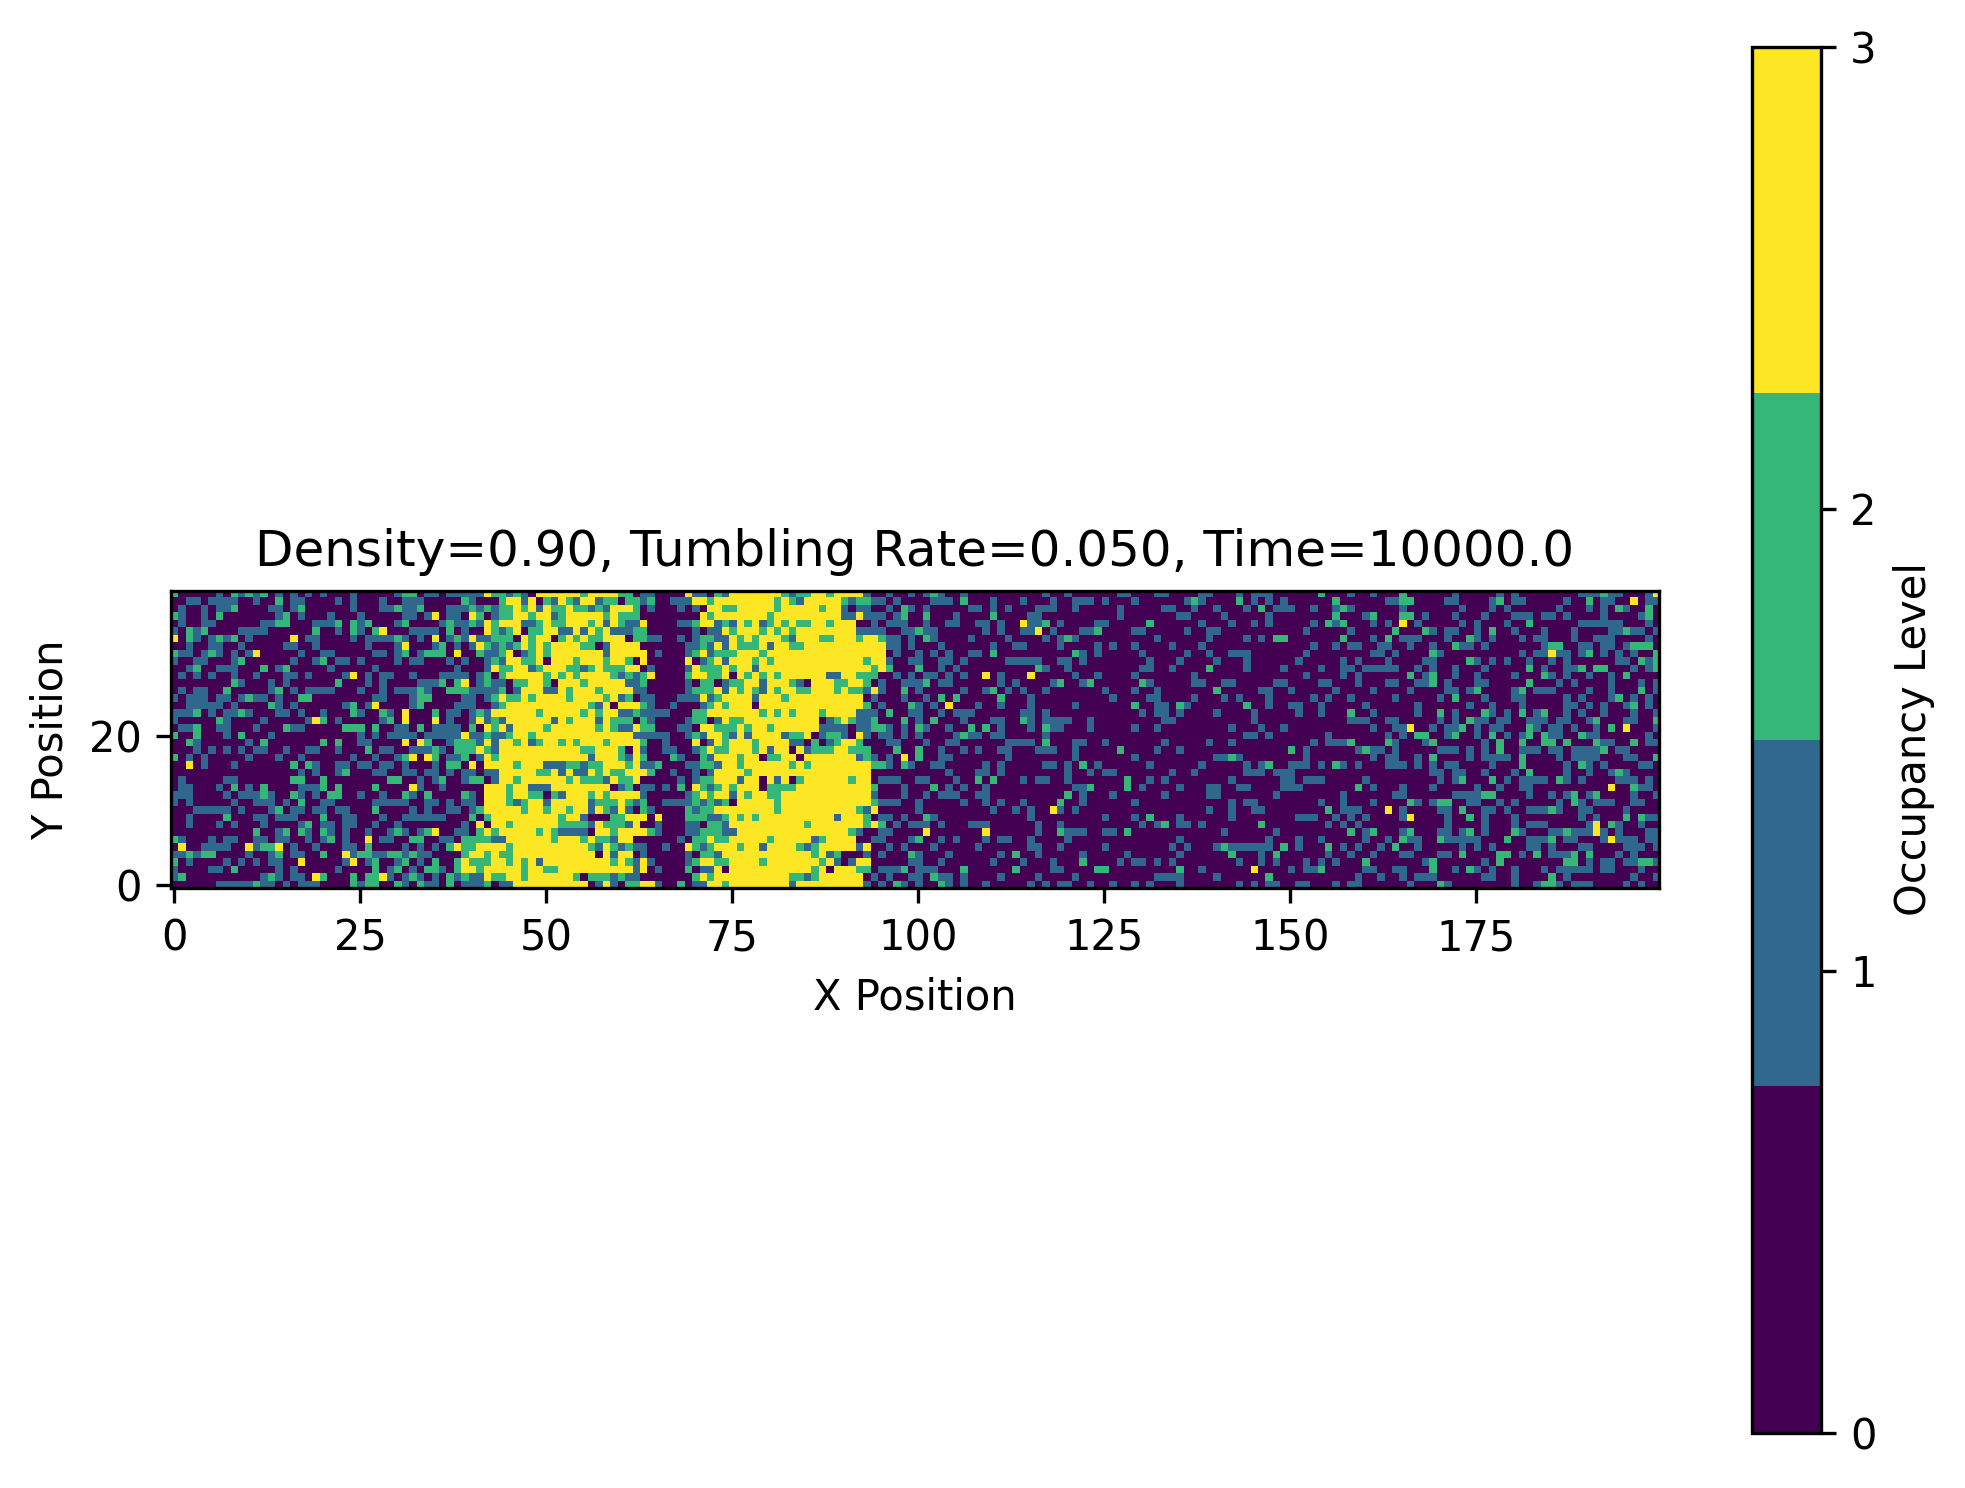 Density=0.90, Tumbling Rate=0.050, Time=10000.0
Y Position
20
0
0 25 50 75 100 125 150 175
X Position
3
2
1
0
Occupancy Level